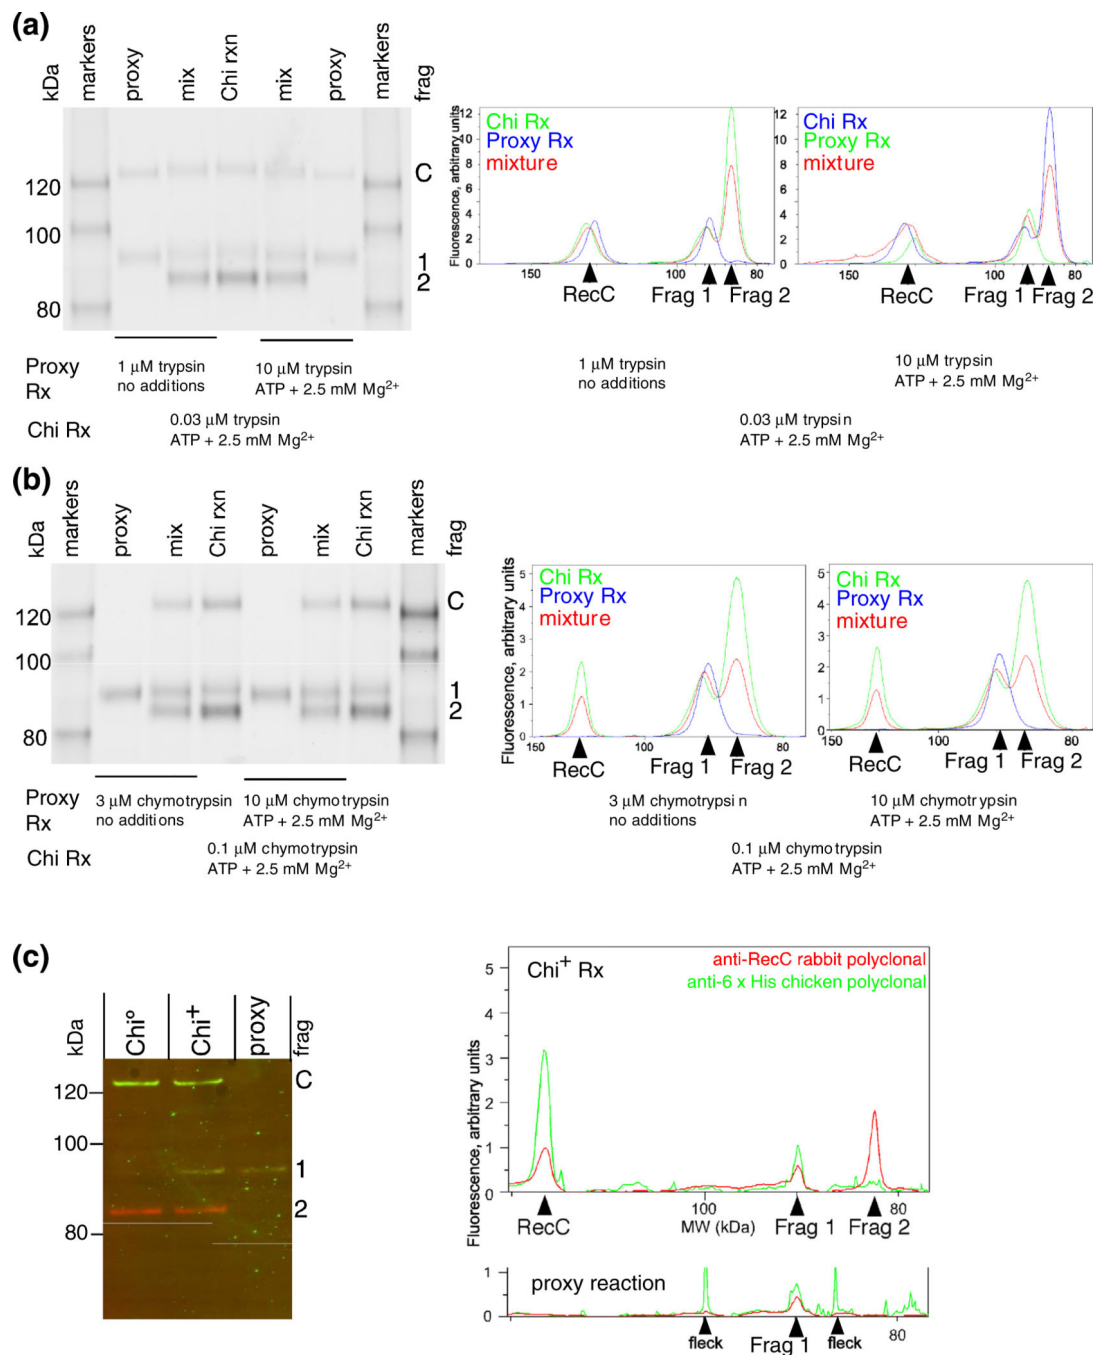 (a)
kDa
markers
proxy
mix
Chi rxn
mix
proxy
markers
frag
120
100
80
C
1
2
Proxy Rx
1 µM trypsin
no additions
10 µM trypsin
ATP + 2.5 mM Mg2+
Chi Rx
0.03 µM trypsin
ATP + 2.5 mM Mg2+
Fluorescence, arbitrary units
12
10
8
6
4
2
0
Chi Rx
Proxy Rx
mixture
150
100
80
RecC
Frag 1
Frag 2
12
10
8
6
4
2
0
Chi Rx
Proxy Rx
mixture
150
100
80
RecC
Frag 1
Frag 2
1 µM trypsin
no additions
10 µM trypsin
ATP + 2.5 mM Mg2+
0.03 µM trypsin
ATP + 2.5 mM Mg2+
(b)
kDa
markers
proxy
mix
Chi rxn
proxy
mix
Chi rxn
markers
frag
120
100
80
C
1
2
Proxy Rx
3 µM chymotrypsin
no additions
10 µM chymotrypsin
ATP + 2.5 mM Mg2+
Chi Rx
0.1 µM chymotrypsin
ATP + 2.5 mM Mg2+
Fluorescence, arbitrary units
5
4
3
2
1
0
Chi Rx
Proxy Rx
mixture
150
100
80
RecC
Frag 1
Frag 2
5
4
3
2
1
0
Chi Rx
Proxy Rx
mixture
150
100
80
RecC
Frag 1
Frag 2
3 µM chymotrypsin
no additions
10 µM chymotrypsin
ATP + 2.5 mM Mg2+
0.1 µM chymotrypsin
ATP + 2.5 mM Mg2+
(c)
kDa
Chi°
Chi+
proxy
frag
120
100
80
C
1
2
Fluorescence, arbitrary units
5
4
3
2
1
0
Chi+ Rx
anti-RecC rabbit polyclonal
anti-6 x His chicken polyclonal
RecC
100
MW (kDa)
Frag 1
80
Frag 2
1
0
proxy reaction
fleck
Frag 1
fleck
80